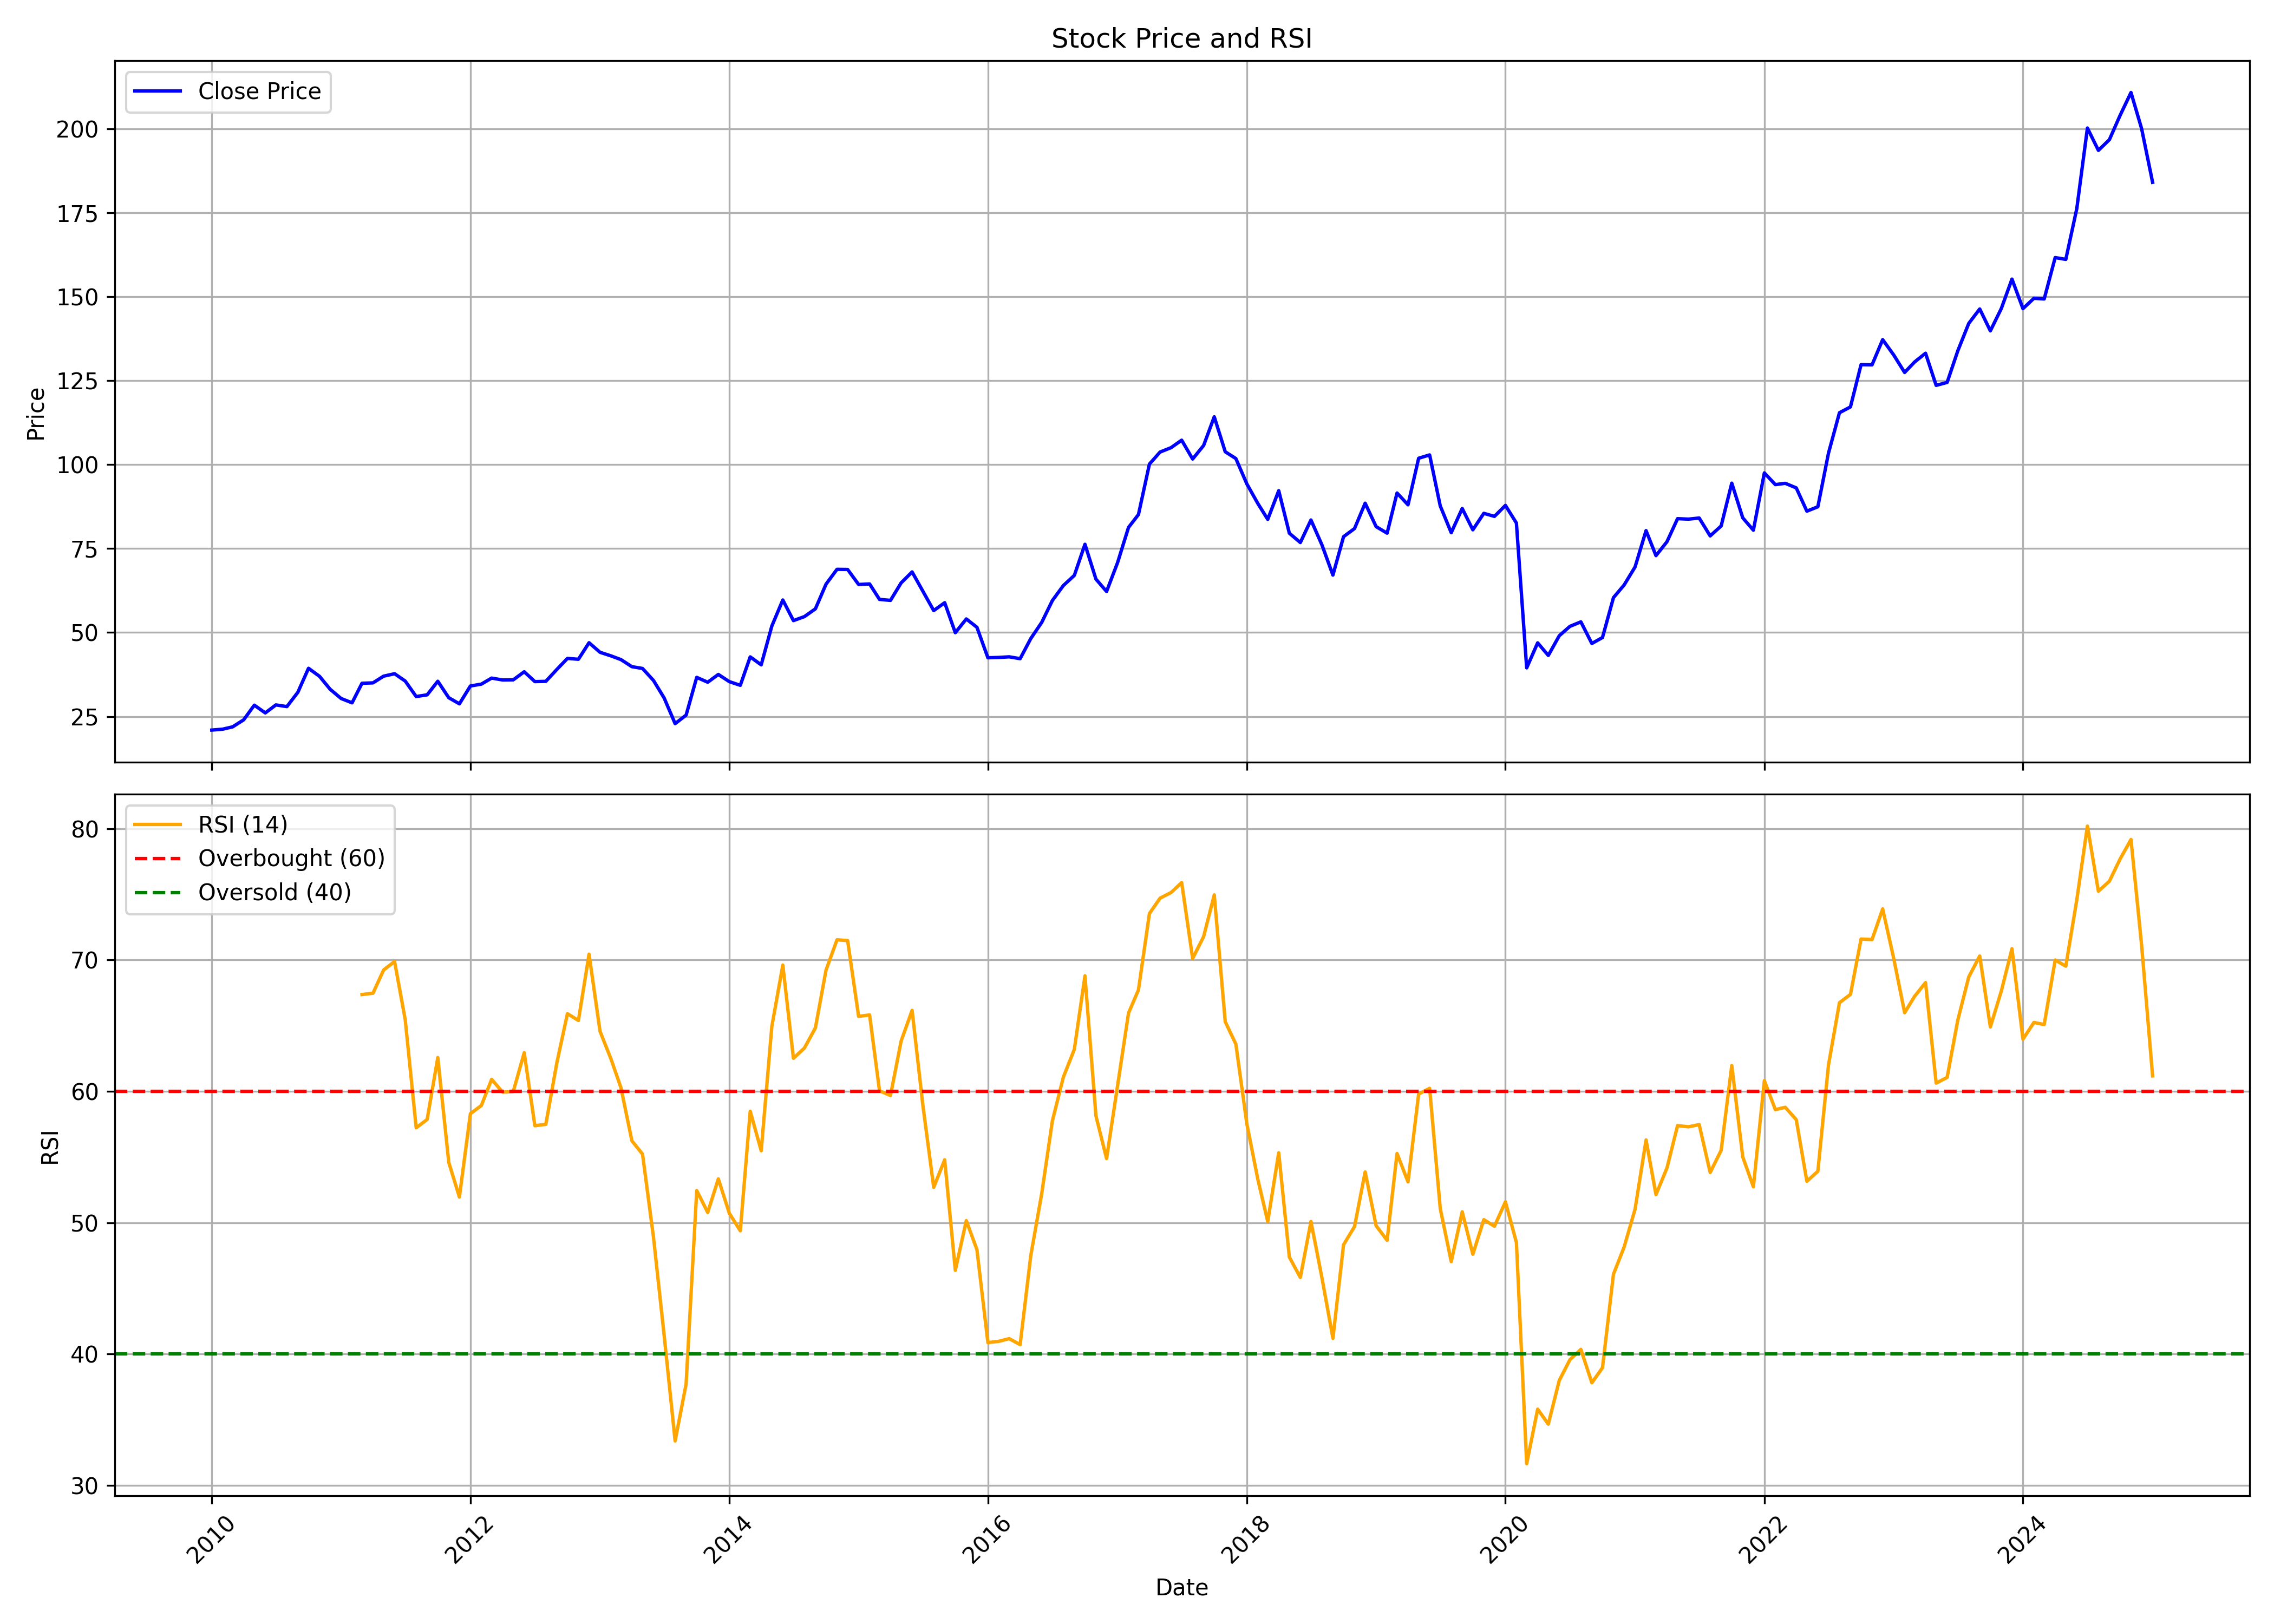 Stock Price and RSI
Close Price
200
175
150
125
100
75
50
25
Price
RSI (14)
Overbought (60)
Oversold (40)
80
70
60
50
40
30
RSI
2010 2012 2014 2016 2018 2020 2022 2024
Date